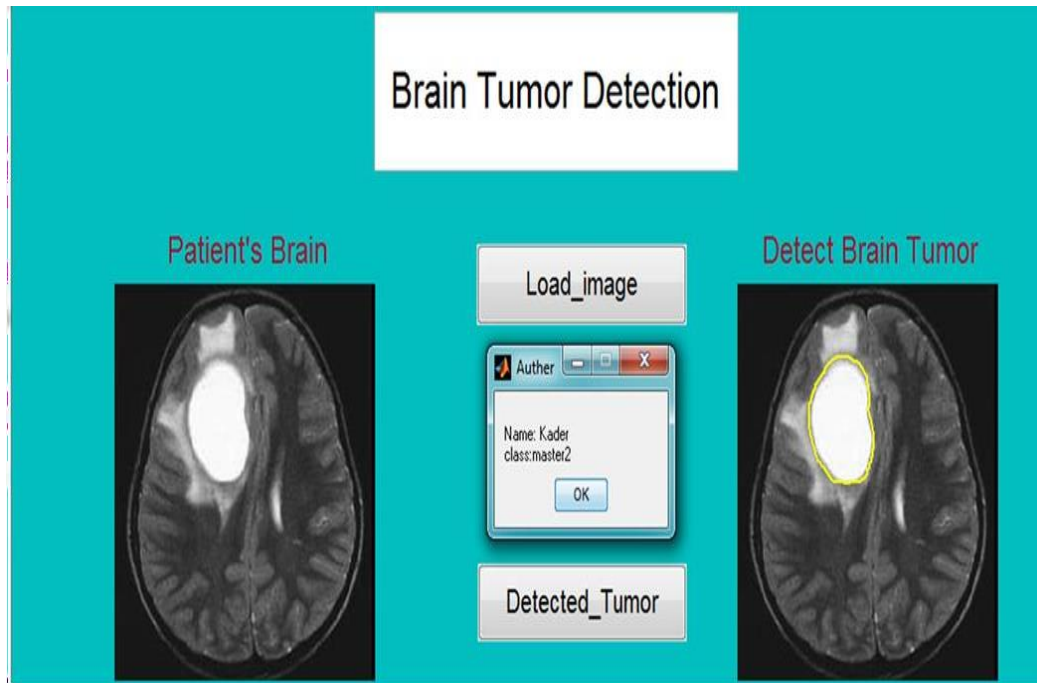 Brain Tumor Detection
Patient's Brain
Load_image
Detect Brain Tumor
Auther
Name: Kader
class:master2
OK
Detected_Tumor